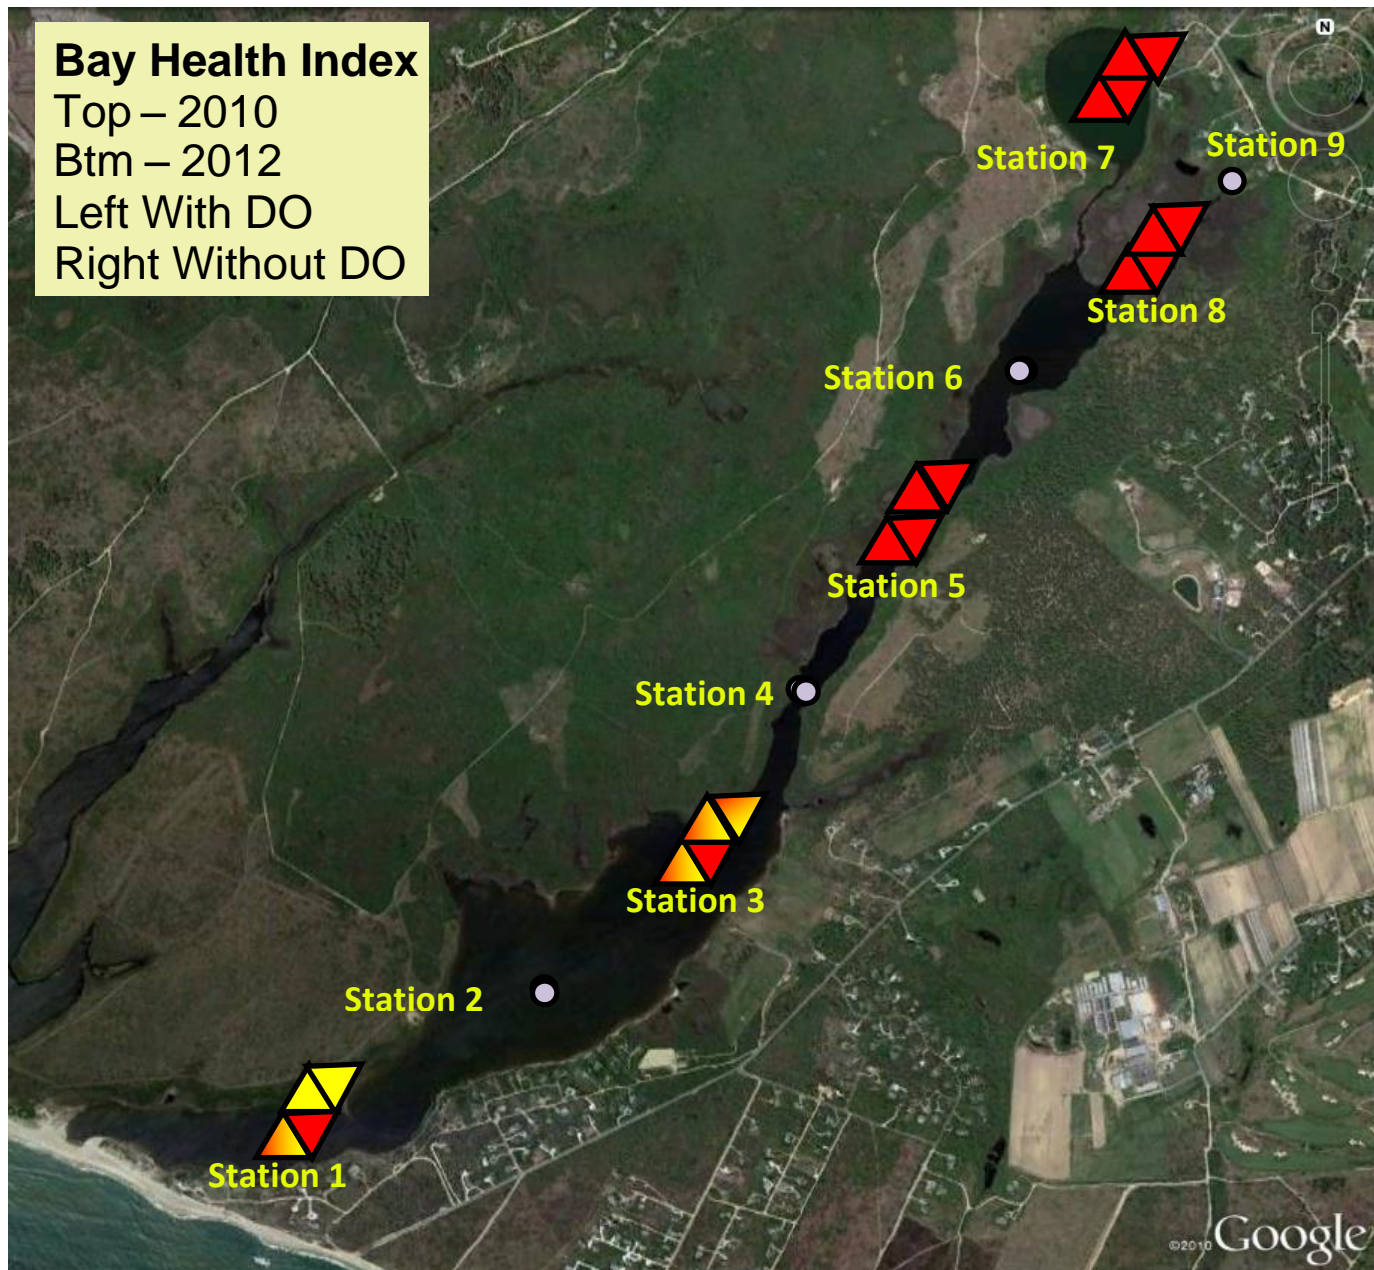 Bay Health Index
Top – 2010
Btm – 2012
Left With DO
Right Without DO
N
Station 7
Station 9
Station 8
Station 6
Station 5
Station 4
Station 3
Station 2
Station 1
©2010 Google